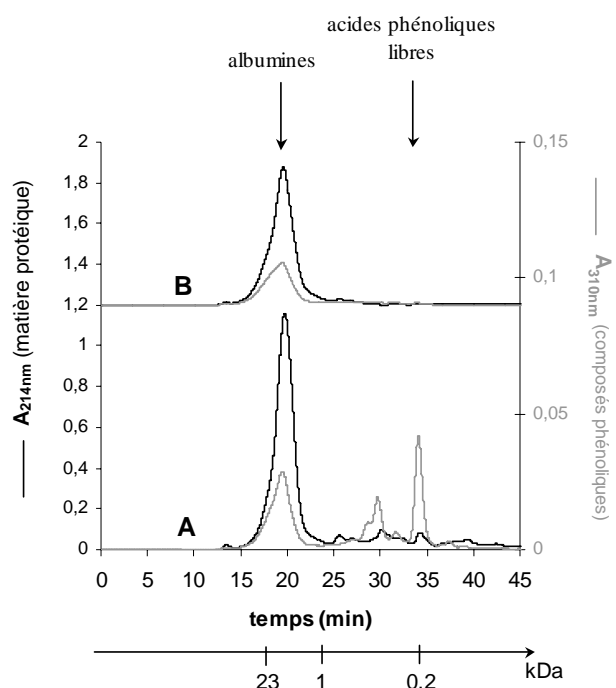 acides phénoliques
libres
albumines
2
1,8
1,6
1,4
1,2
1
0,8
0,6
0,4
0,2
0
A214nm (matière protéique)
0,15
0,1
0,05
0
A310nm (composés phénoliques)
B
A
0 5 10 15 20 25 30 35 40 45
temps (min)
23 1 0.2 kDa